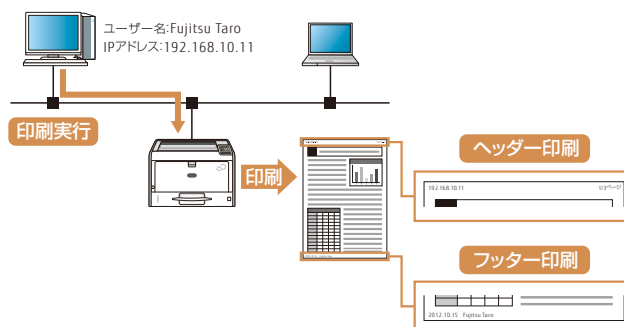 ユーザー名:Fujitsu Taro
IPアドレス:192.168.10.11
印刷実行
印刷
ヘッダー印刷
192.168.10.11 1/3ページ
フッター印刷
2012.10.15 Fujitsu Taro